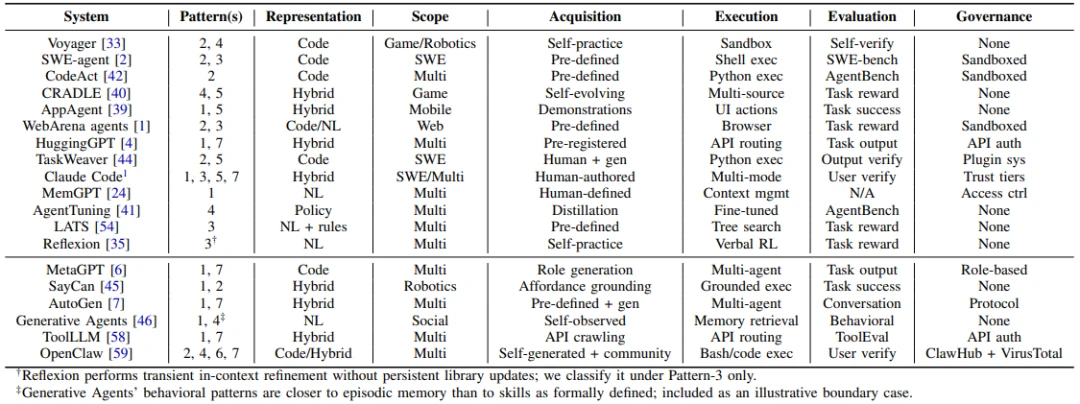 System Pattern(s) Representation Scope Acquisition Execution Evaluation Governance
Voyager [33] 2, 4 Code Game/Robotics Self-practice Sandbox Self-verify None
SWE-agent [2] 2, 3 Code SWE Pre-defined Shell exec SWE-bench Sandboxed
CodeAct [42] 2 Code Multi Pre-defined Python exec AgentBench Sandboxed
CRADLE [40] 4, 5 Hybrid Game Self-evolving Multi-source Task reward None
AppAgent [39] 1, 5 Hybrid Mobile Demonstrations UI actions Task success None
WebArena agents [1] 2, 3 Code/NL Web Pre-defined Browser Task reward Sandboxed
HuggingGPT [4] 1, 7 Hybrid Multi Pre-registered API routing Task output API auth
TaskWeaver [44] 2, 5 Code SWE Human + gen Python exec Output verify Plugin sys
Claude Code¹ 1, 3, 5, 7 Hybrid SWE/Multi Human-authored Multi-mode User verify Trust tiers
MemGPT [24] 1 NL Multi Human-defined Context mgmt N/A Access ctrl
AgentTuning [41] 4 Policy Multi Distillation Fine-tuned AgentBench None
LATS [54] 3 NL + rules Multi Pre-defined Tree search Task reward None
Reflexion [35] 3† NL Multi Self-practice Verbal RL Task reward None
MetaGPT [6] 1, 7 Code Multi Role generation Multi-agent Task output Role-based
SayCan [45] 1, 2 Hybrid Robotics Affordance grounding Grounded exec Task success None
AutoGen [7] 1, 7 Hybrid Multi Pre-defined + gen Multi-agent Conversation Protocol
Generative Agents [46] 1, 4‡ NL Social Self-observed Memory retrieval Behavioral None
ToolLLM [58] 1, 7 Hybrid Multi API crawling API routing ToolEval API auth
OpenClaw [59] 2, 4, 6, 7 Code/Hybrid Multi Self-generated + community Bash/code exec User verify ClawHub + VirusTotal
†Reflexion performs transient in-context refinement without persistent library updates; we classify it under Pattern-3 only.
‡Generative Agents' behavioral patterns are closer to episodic memory than to skills as formally defined; included as an illustrative boundary case.